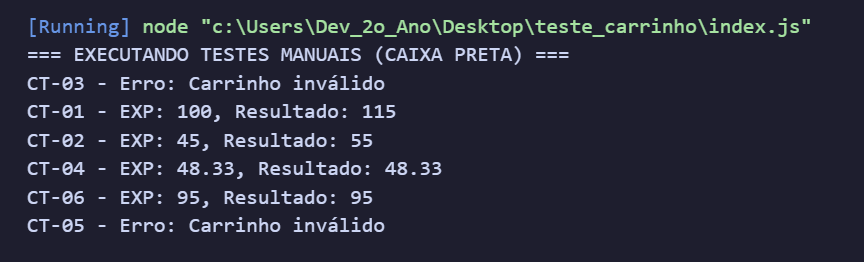 [Running] node "c:\Users\Dev_2o_Ano\Desktop\teste_carrinho\index.js"
=== EXECUTANDO TESTES MANUAIS (CAIXA PRETA) ===
CT-03 - Erro: Carrinho inválido
CT-01 - EXP: 100, Resultado: 115
CT-02 - EXP: 45, Resultado: 55
CT-04 - EXP: 48.33, Resultado: 48.33
CT-06 - EXP: 95, Resultado: 95
CT-05 - Erro: Carrinho inválido